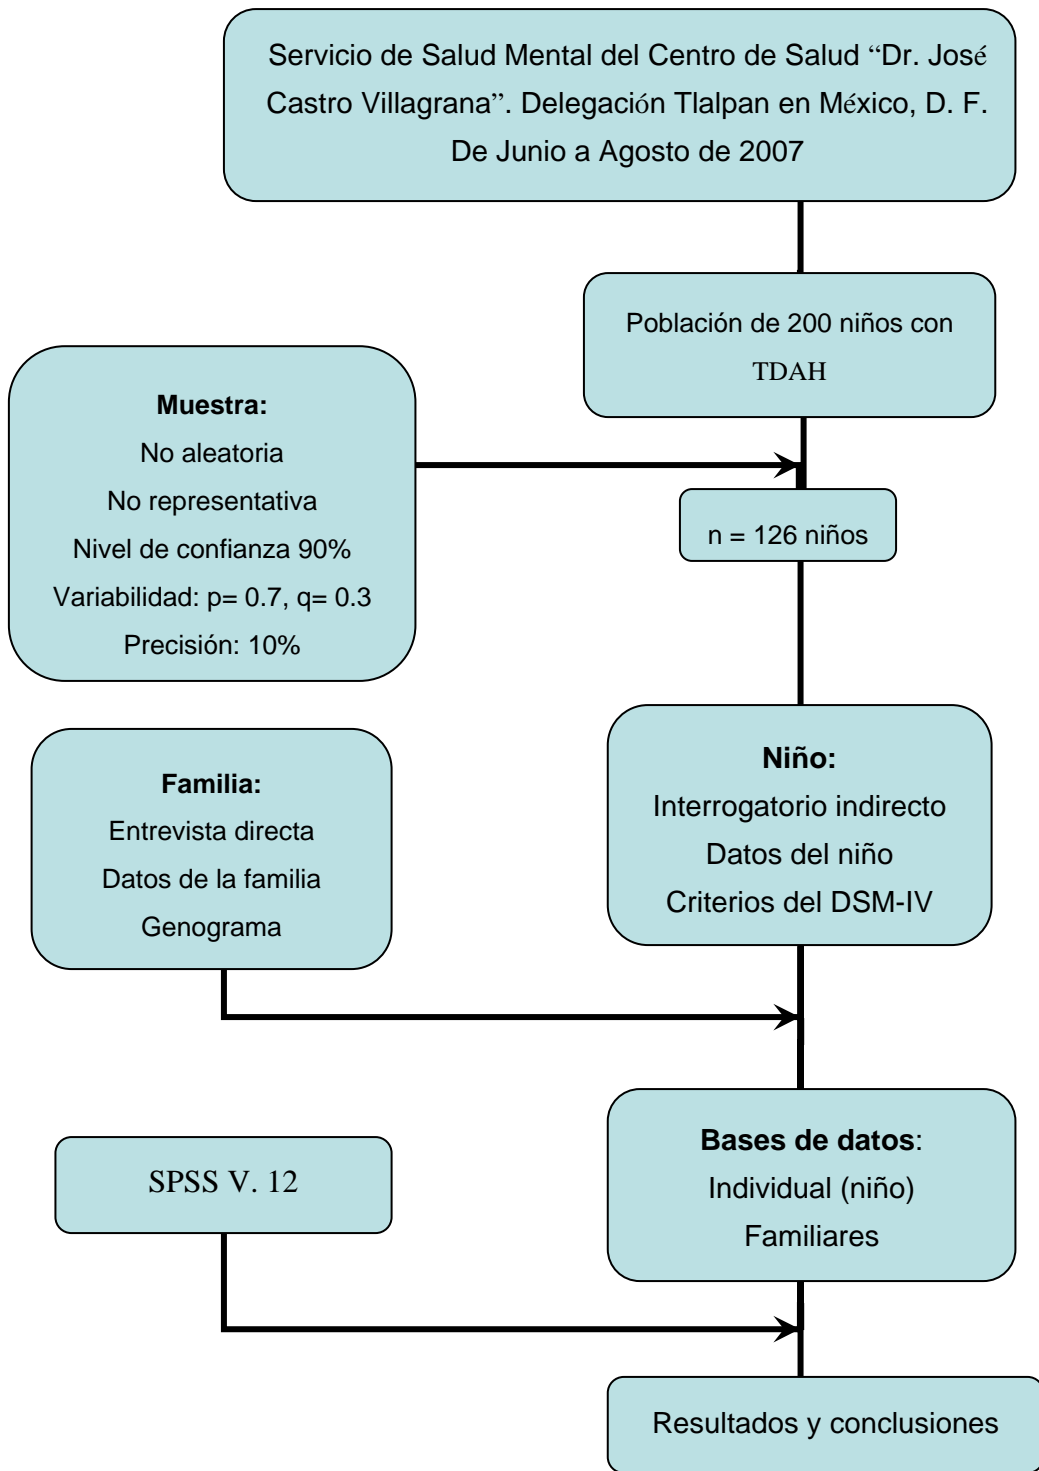 Servicio de Salud Mental del Centro de Salud “Dr. José
Castro Villagrana”. Delegación Tlalpan en México, D. F.
De Junio a Agosto de 2007
Población de 200 niños con
TDAH
Muestra:
No aleatoria
No representativa
Nivel de confianza 90%
Variabilidad: p= 0.7, q= 0.3
Precisión: 10%
n = 126 niños
Niño:
Interrogatorio indirecto
Datos del niño
Criterios del DSM-IV
Familia:
Entrevista directa
Datos de la familia
Genograma
Bases de datos:
Individual (niño)
Familiares
SPSS V. 12
Resultados y conclusiones